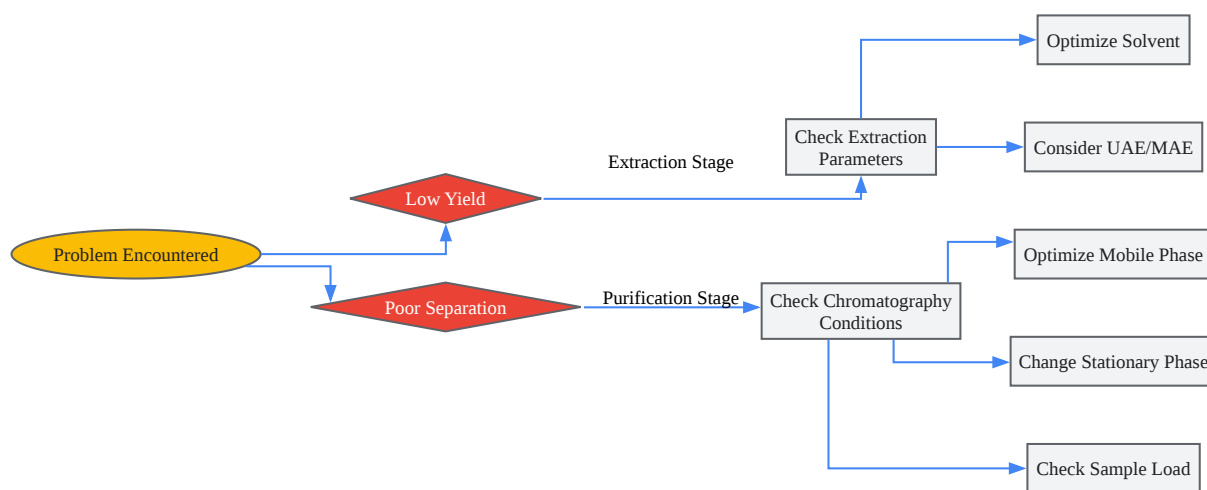 Optimize Solvent
Check Extraction
Parameters
Consider UAE/MAE
Extraction Stage
Low Yield
Problem Encountered
Optimize Mobile Phase
Poor Separation
Purification Stage
Check Chromatography
Conditions
Change Stationary Phase
Check Sample Load